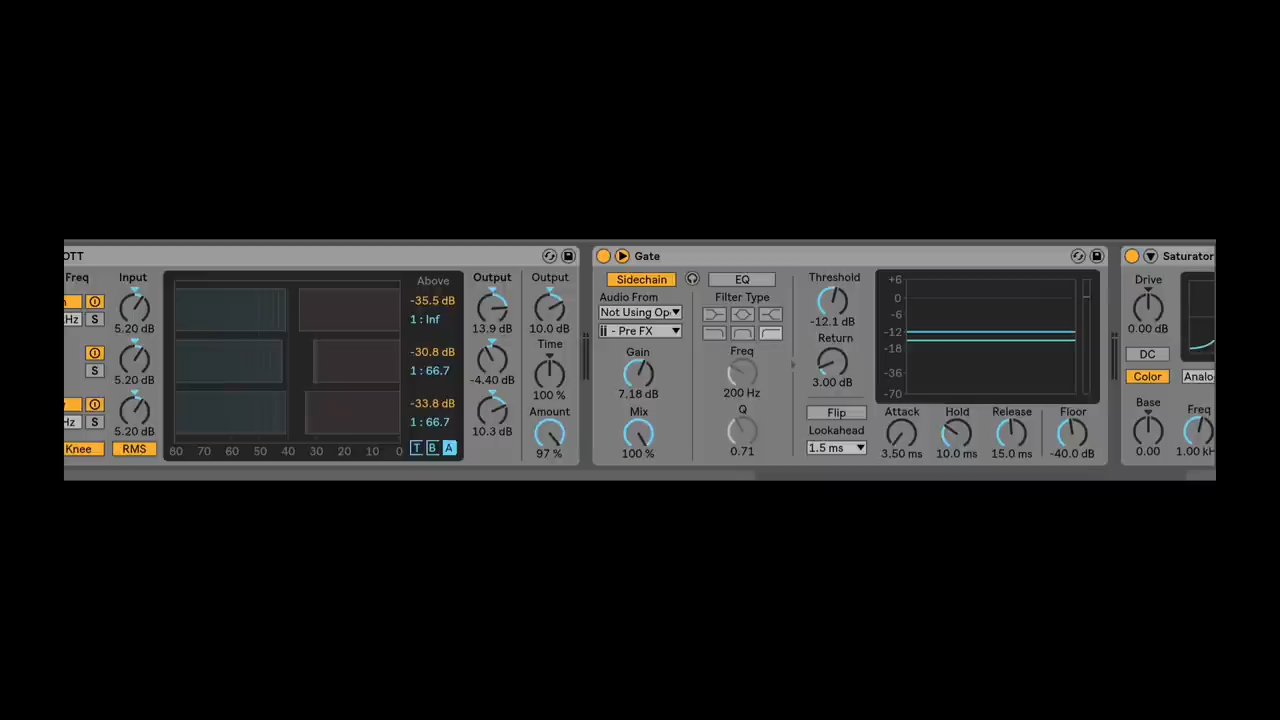 OTT
Freq
Input
5.20 dB
Hz
S
S
5.20 dB
Hz
S
5.20 dB
Knee
RMS
80 70 60 50 40 30 20 10 0
Above
-35.5 dB
1 : Inf
-30.8 dB
1 : 66.7
-33.8 dB
1 : 66.7
T B A
Output
13.9 dB
-4.40 dB
10.3 dB
Output
10.0 dB
Time
100 %
Amount
97 %
Gate
Sidechain
Audio From
Not Using Op
- Pre FX
Gain
7.18 dB
Mix
100 %
EQ
Filter Type
Freq
200 Hz
Q
0.71
Threshold
-12.1 dB
Return
3.00 dB
Flip
Lookahead
1.5 ms
+6
0
-6
-12
-18
-36
-70
Attack
3.50 ms
Hold
10.0 ms
Release
15.0 ms
Floor
-40.0 dB
Saturator
Drive
0.00 dB
DC
Color
Analo
Base
0.00
Freq
1.00 kH